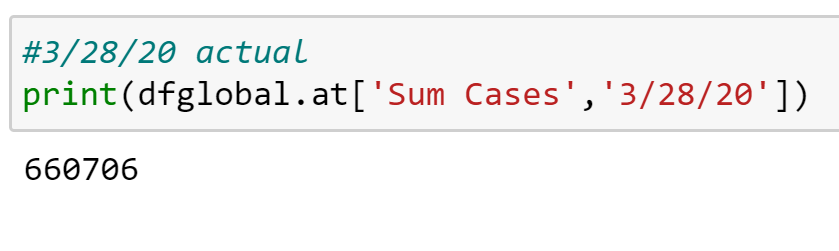 #3/28/20 actual
print(dfglobal.at['Sum Cases','3/28/20'])
660706